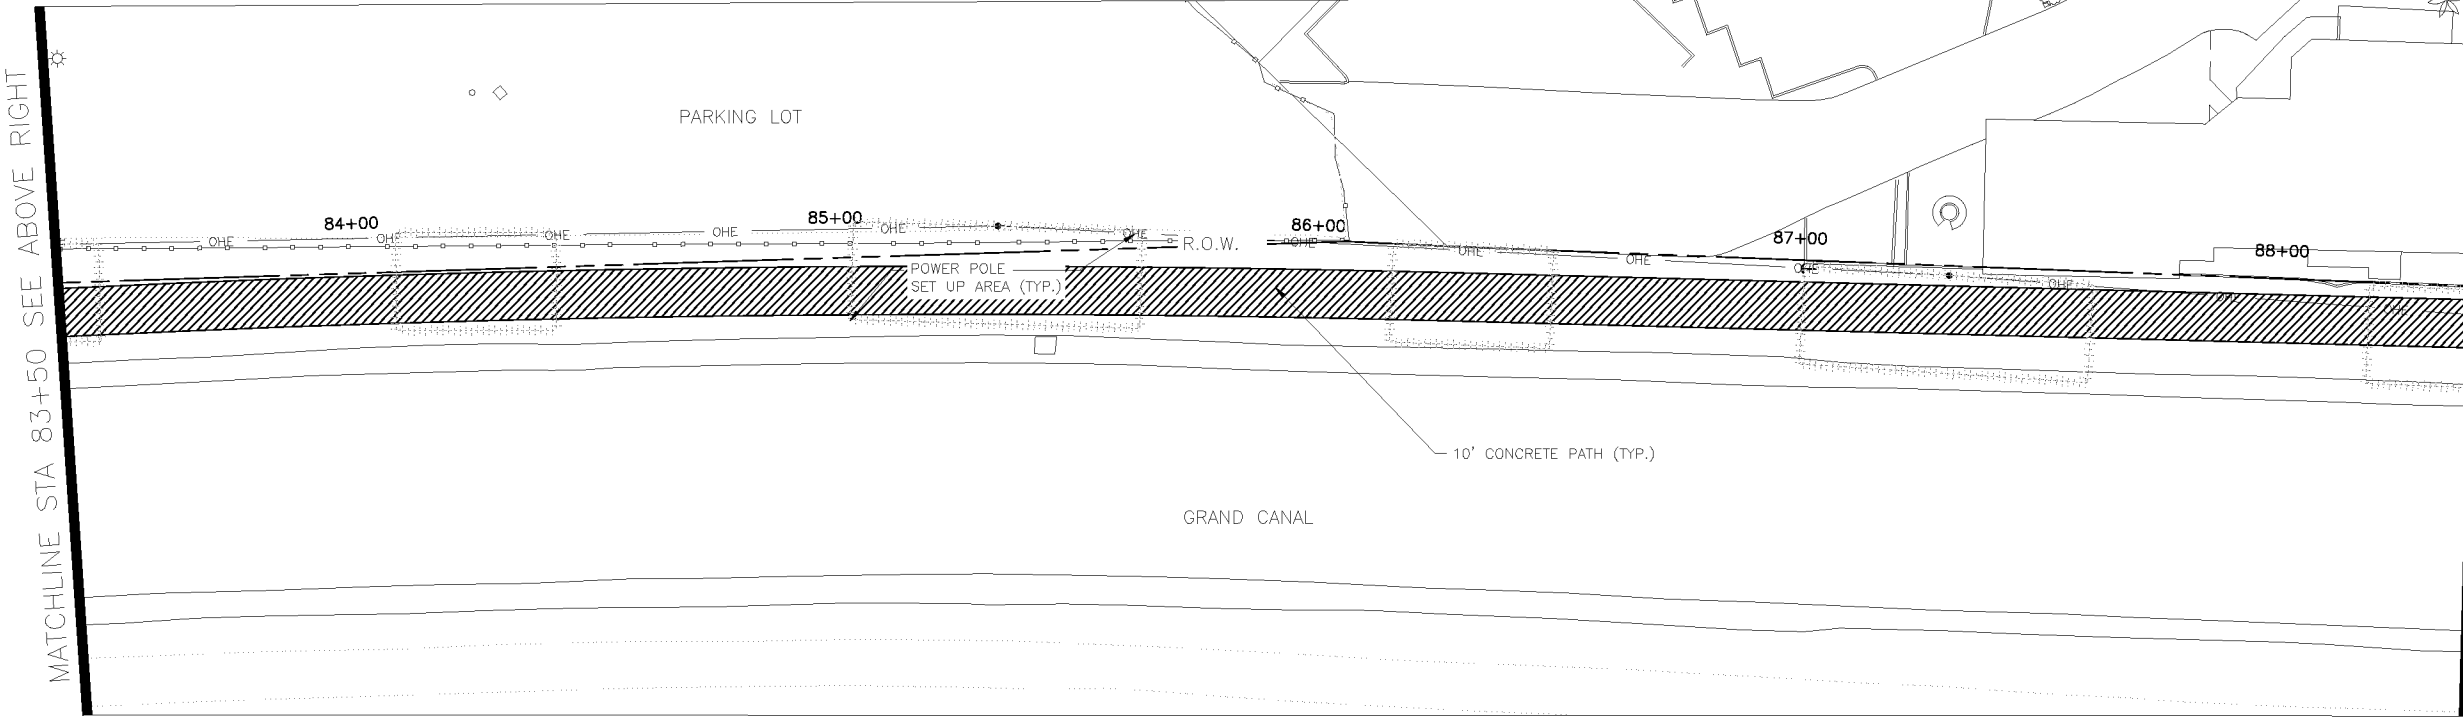 MATCHLINE STA 83+50 SEE ABOVE RIGHT
PARKING LOT
84+00
85+00
86+00
87+00
88+00
OHE
OHE
OHE
OHE
OHE
OHE
R.O.W.
OHE
OHE
OHE
OHE
OHE
OHE
OHE
POWER POLE
SET UP AREA (TYP.)
10' CONCRETE PATH (TYP.)
GRAND CANAL